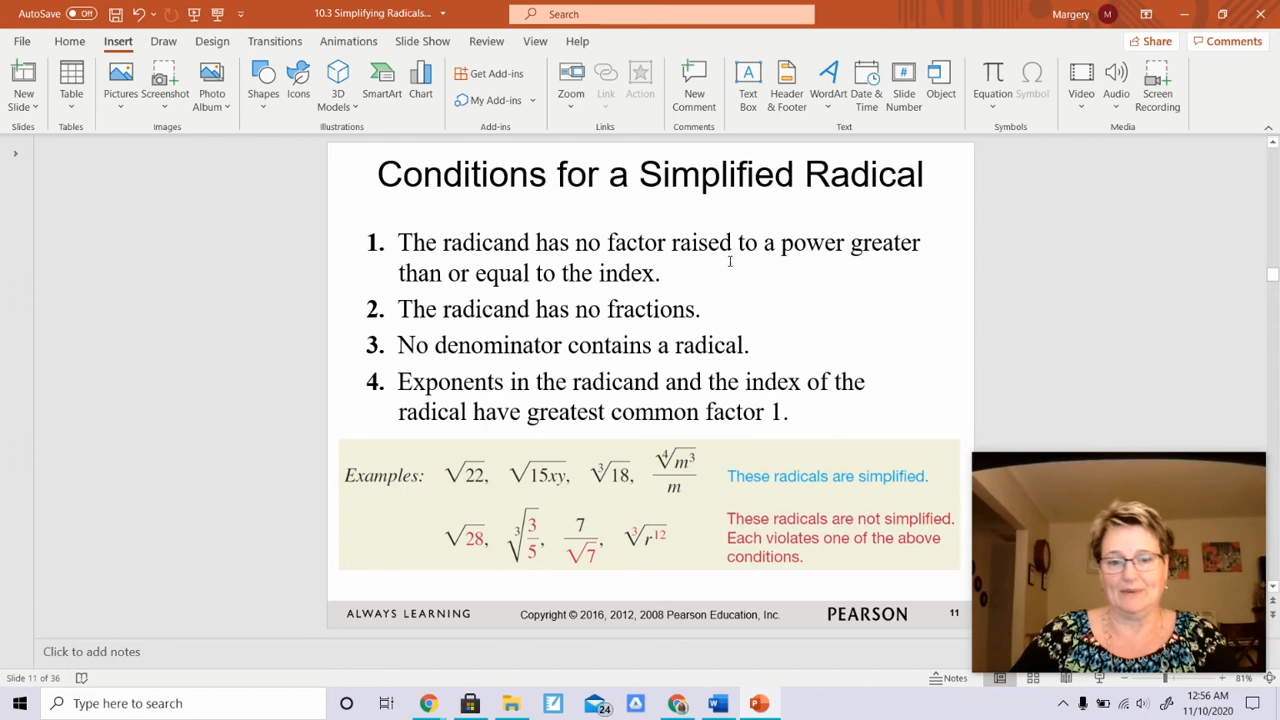 AutoSave Off 10.3 Simplifying Radicals... Search Margery M
File Home Insert Draw Design Transitions Animations Slide Show Review View Help Share Comments
New Slide Table Pictures Screenshot Photo Album Shapes Icons 3D Models SmartArt Chart Get Add-ins My Add-ins Zoom Link Action New Comment Text Box Header & Footer WordArt Date & Time Slide Number Object Equation Symbol Video Audio Screen Recording
Slides Tables Images Illustrations Add-ins Links Comments Text Symbols Media
Conditions for a Simplified Radical
1. The radicand has no factor raised to a power greater
than or equal to the index.
2. The radicand has no fractions.
3. No denominator contains a radical.
4. Exponents in the radicand and the index of the
radical have greatest common factor 1.
Examples: √22, √15xy, ∛18, ∜m³/m These radicals are simplified.
√28, ∛(3/5), 7/√7, ∛r¹² These radicals are not simplified.
Each violates one of the above
conditions.
ALWAYS LEARNING Copyright © 2016, 2012, 2008 Pearson Education, Inc. PEARSON 11
Click to add notes
Slide 11 of 36 Notes 81%
Type here to search 24 12:56 AM
11/10/2020